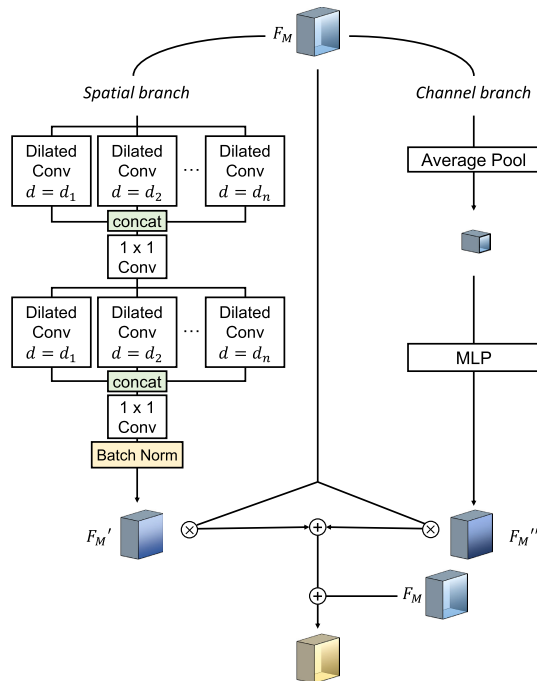 F_M
Spatial branch
Channel branch
Dilated
Conv
d = d_1
Dilated
Conv
d = d_2
...
Dilated
Conv
d = d_n
Average Pool
concat
1 x 1
Conv
Dilated
Conv
d = d_1
Dilated
Conv
d = d_2
...
Dilated
Conv
d = d_n
MLP
concat
1 x 1
Conv
Batch Norm
F_M'
×
+
×
F_M''
+
F_M